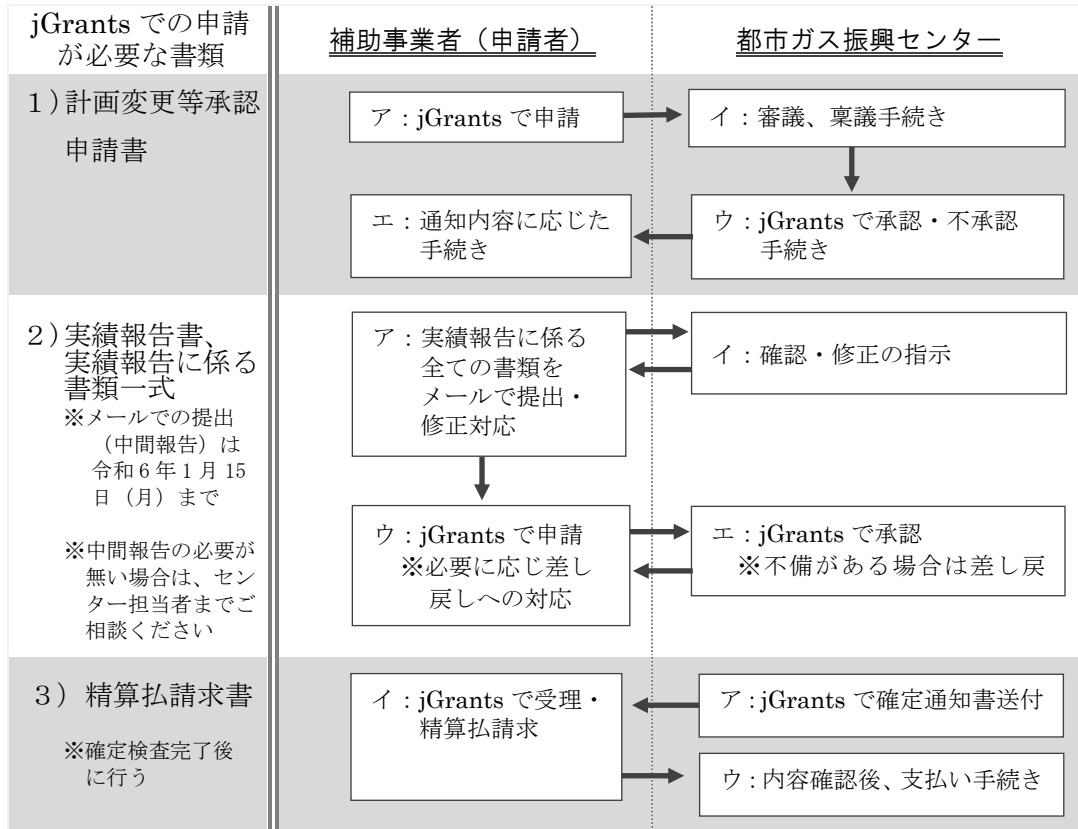 jGrants での申請
が必要な書類
補助事業者（申請者）
都市ガス振興センター
１）計画変更等承認
申請書
ア：jGrants で申請
イ：審議、稟議手続き
エ：通知内容に応じた
手続き
ウ：jGrants で承認・不承認
手続き
２）実績報告書、
実績報告に係る
書類一式
※メールでの提出
（中間報告）は
令和６年１月 15
日（月）まで
※中間報告の必要が
無い場合は、セン
ター担当者までご
相談ください
ア：実績報告に係る
全ての書類を
メールで提出・
修正対応
イ：確認・修正の指示
ウ：jGrants で申請
※必要に応じ差し
戻しへの対応
エ：jGrants で承認
※不備がある場合は差し戻
３） 精算払請求書
※確定検査完了後
に行う
イ：jGrants で受理・
精算払請求
ア：jGrants で確定通知書送付
ウ：内容確認後、支払い手続き